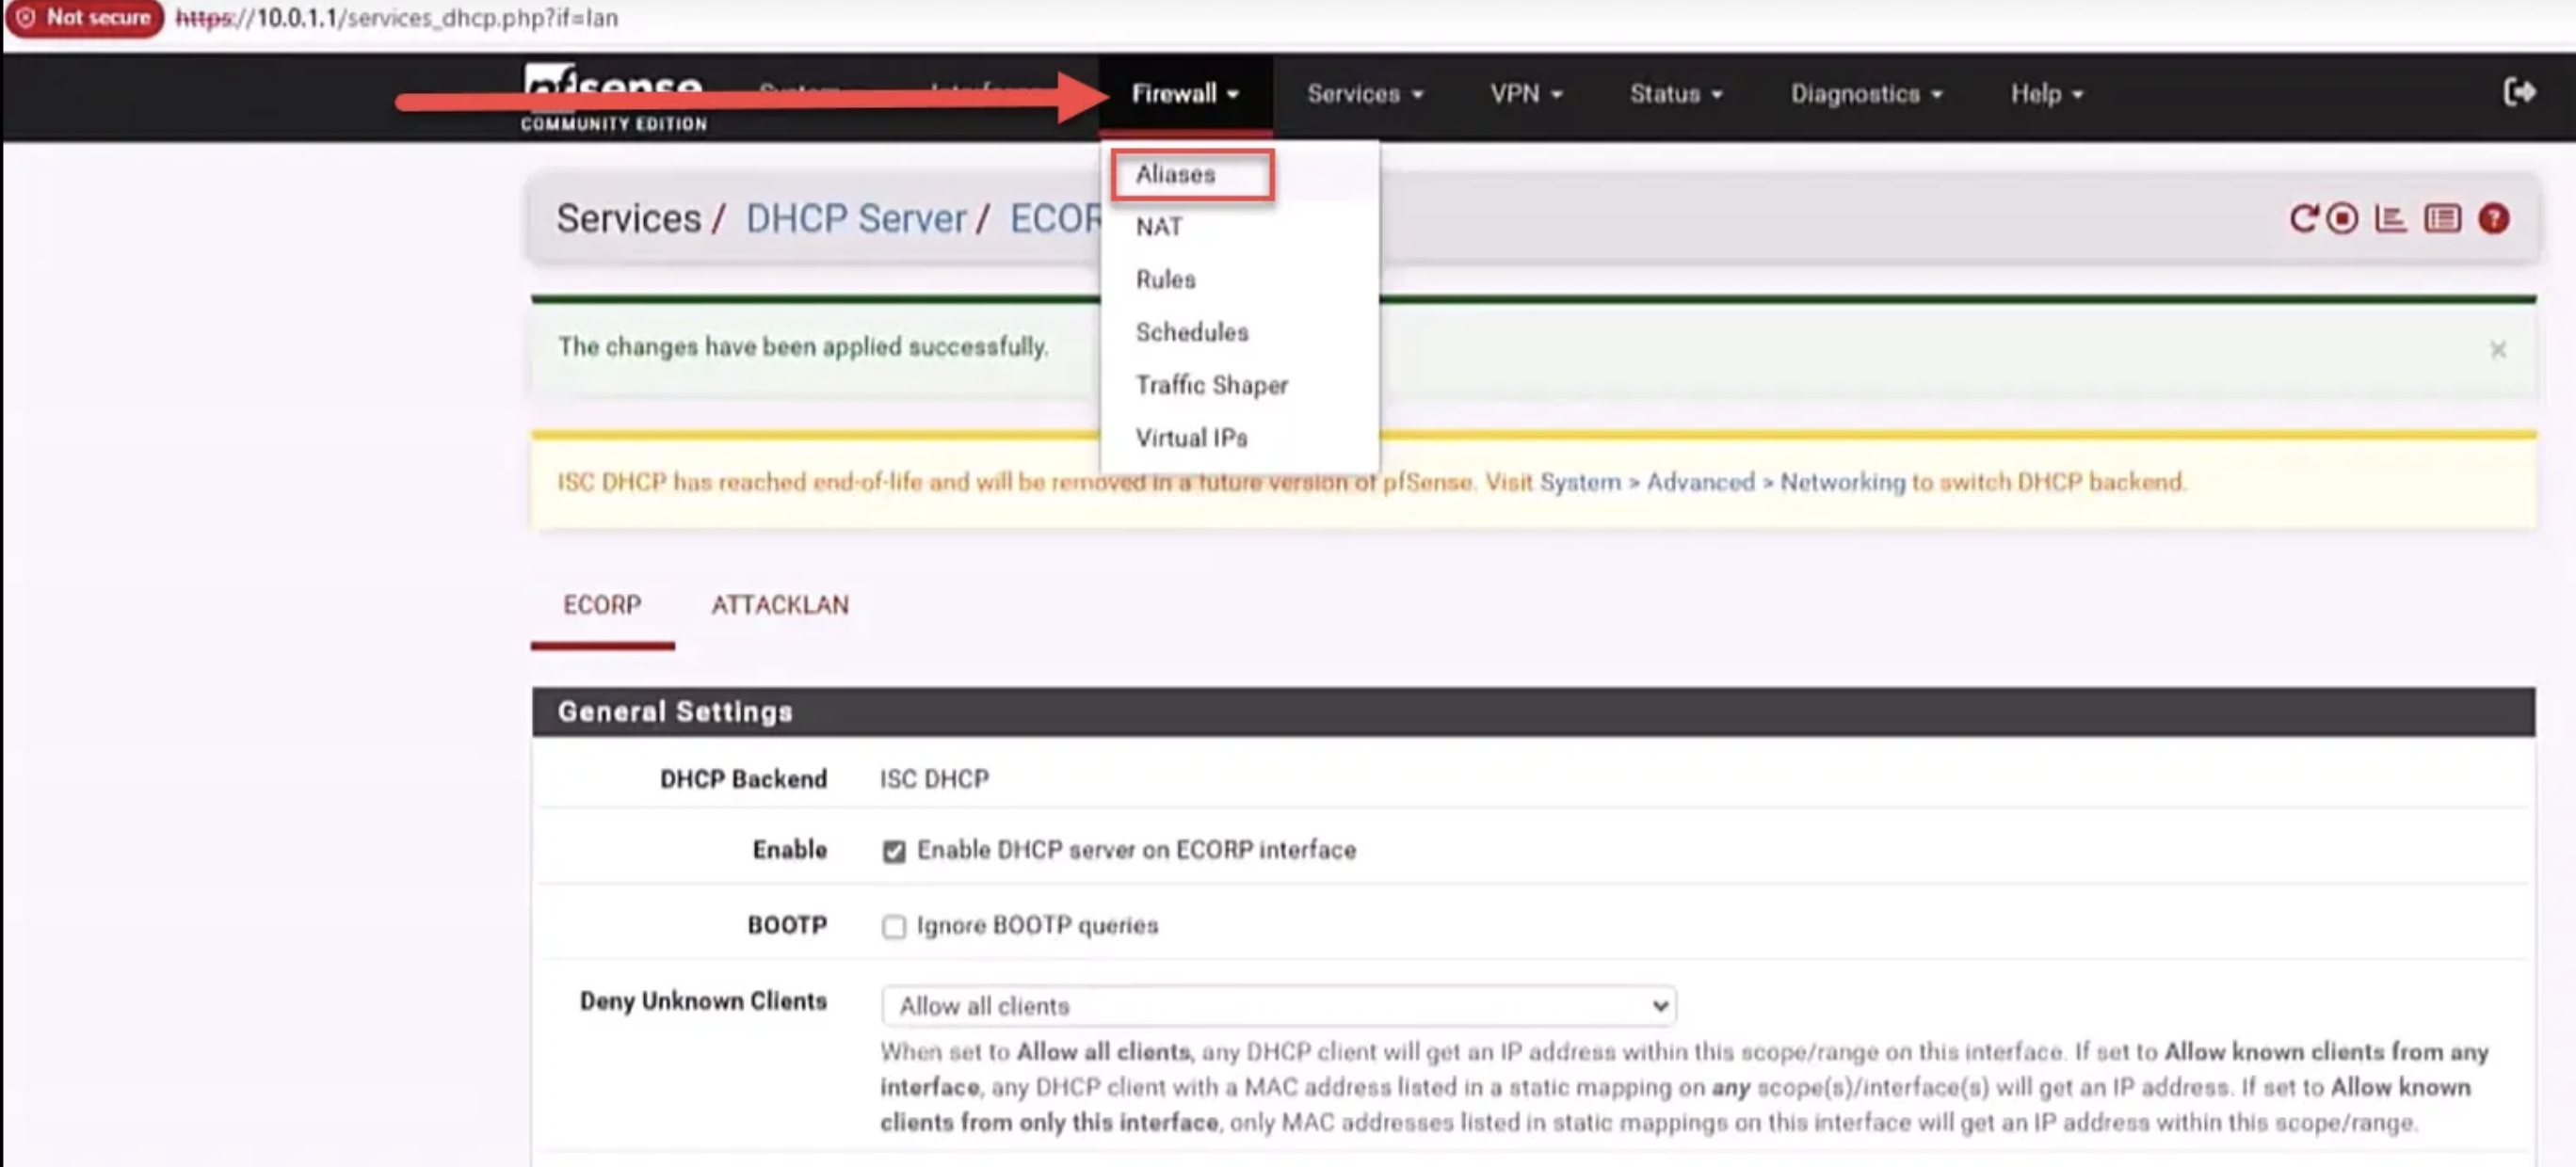 Not secure https://10.0.1.1/services_dhcp.php?if=lan
pfsense
COMMUNITY EDITION
Firewall
Services
VPN
Status
Diagnostics
Help
Aliases
NAT
Rules
Schedules
Traffic Shaper
Virtual IPs
Services / DHCP Server /
The changes have been applied successfully.
ISC DHCP has reached end-of-life and will be removed in a future version of pfSense. Visit System > Advanced > Networking to switch DHCP backend.
ECORP ATTACKLAN
General Settings
DHCP Backend ISC DHCP
Enable Enable DHCP server on ECORP interface
BOOTP Ignore BOOTP queries
Deny Unknown Clients Allow all clients
When set to Allow all clients, any DHCP client will get an IP address within this scope/range on this interface. If set to Allow known clients from any
interface, any DHCP client with a MAC address listed in a static mapping on any scope(s)/interface(s) will get an IP address. If set to Allow known
clients from only this interface, only MAC addresses listed in static mappings on this interface will get an IP address within this scope/range.